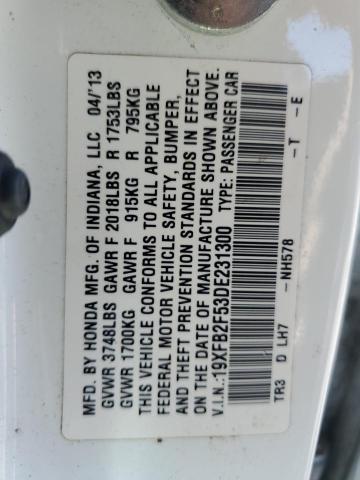 MFD. BY HONDA MFG. OF INDIANA, LLC 04/'13
GVWR 3748LBS GAWR F 2018LBS R 1753LBS
GVWR 1700KG GAWR F 915KG R 795KG
THIS VEHICLE CONFORMS TO ALL APPLICABLE
FEDERAL MOTOR VEHICLE SAFETY, BUMPER,
AND THEFT PREVENTION STANDARDS IN EFFECT
ON THE DATE OF MANUFACTURE SHOWN ABOVE.
V.I.N.:19XFB2F53DE231300 TYPE: PASSENGER CAR
TR3 D LH7 -NH578 -T -E